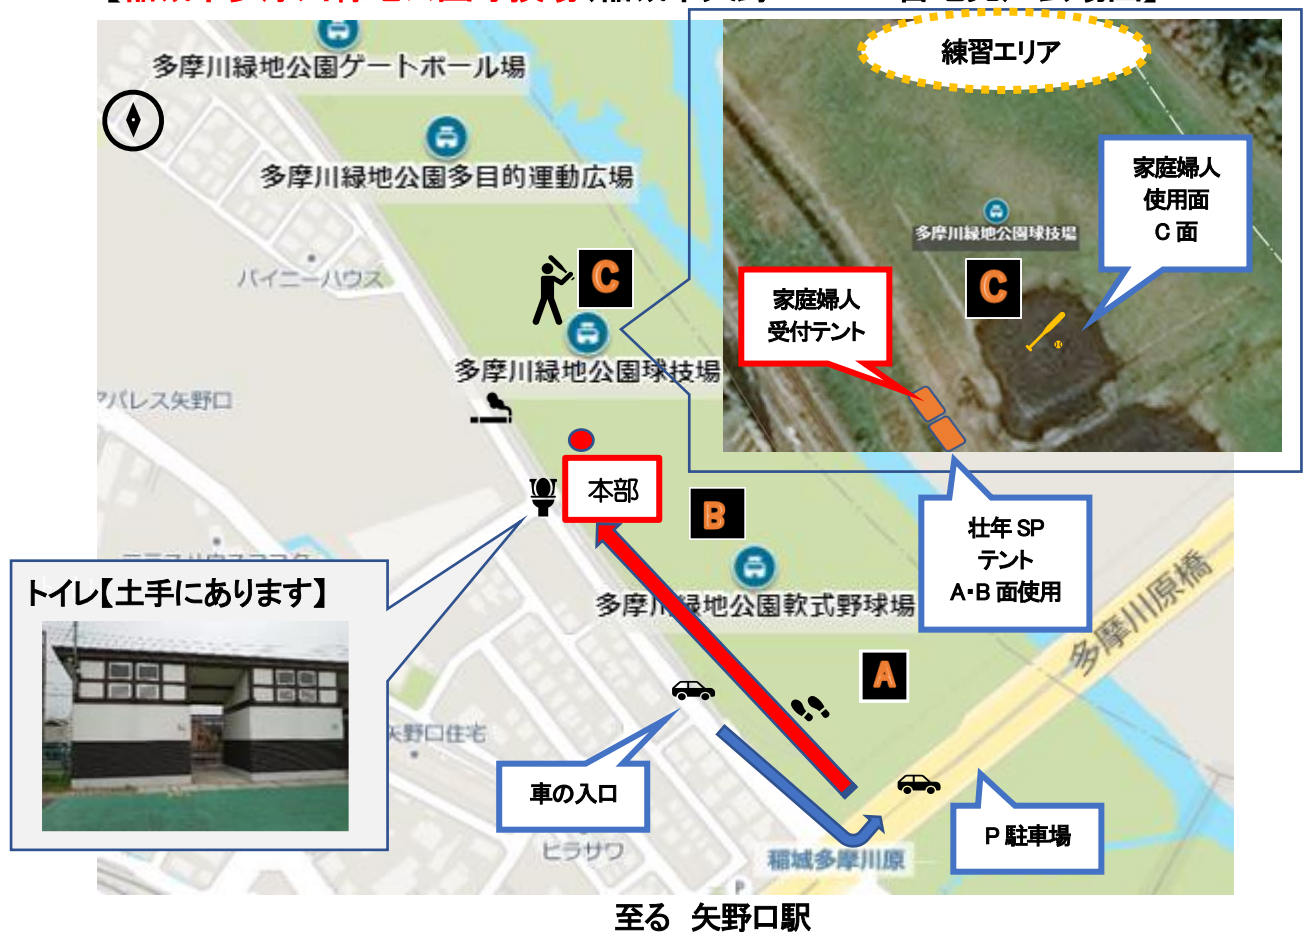 練習エリア
多摩川緑地公園ゲートボール場
多摩川緑地公園多目的運動広場
家庭婦人
使用面
C 面
多摩川緑地公園球技場
C
家庭婦人
受付テント
パイニーハウス
C
多摩川緑地公園球技場
アパレス矢野口
本部
B
壮年 SP
テント
A・B 面使用
トイレ【土手にあります】
多摩川緑地公園軟式野球場
多摩川原橋
A
矢野口住宅
車の入口
P 駐車場
ヒラサワ
稲城多摩川原
P
至る 矢野口駅